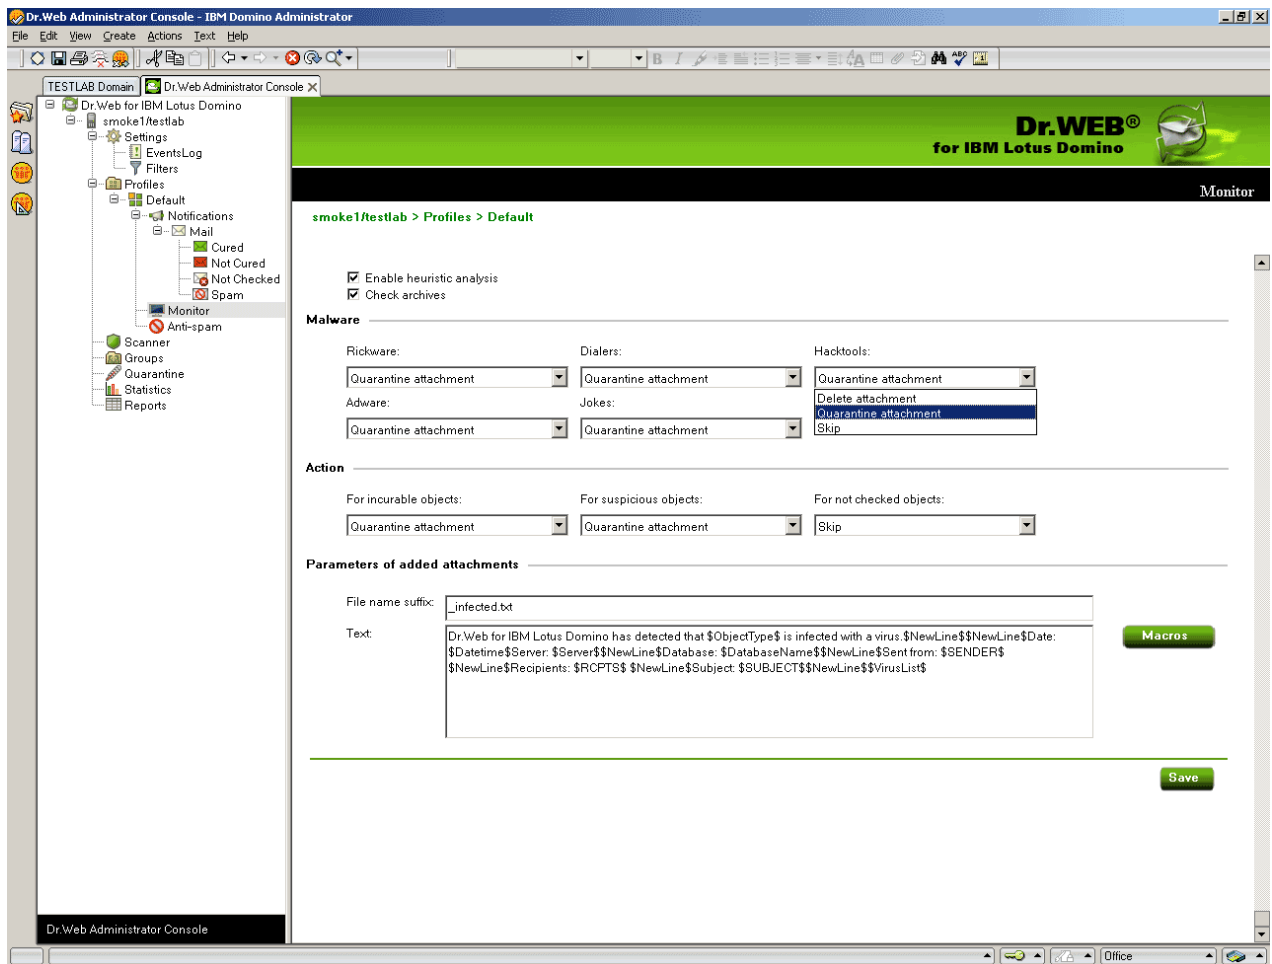 Dr.Web Administrator Console - IBM Domino Administrator
File Edit View Create Actions Text Help
TESTLAB Domain
Dr.Web Administrator Console
Dr.Web for IBM Lotus Domino
smoke1/testlab
Settings
EventsLog
Filters
Profiles
Default
Notifications
Mail
Cured
Not Cured
Not Checked
Spam
Monitor
Anti-spam
Scanner
Groups
Quarantine
Statistics
Reports
Dr.Web Administrator Console
Dr.WEB®
for IBM Lotus Domino
Monitor
smoke1/testlab > Profiles > Default
Enable heuristic analysis
Check archives
Malware
Rickware: Dialers: Hacktools:
Quarantine attachment Quarantine attachment Quarantine attachment
Delete attachment
Quarantine attachment
Skip
Adware: Jokes:
Quarantine attachment Quarantine attachment
Action
For incurable objects: For suspicious objects: For not checked objects:
Quarantine attachment Quarantine attachment Skip
Parameters of added attachments
File name suffix: _infected.txt
Text:
Dr.Web for IBM Lotus Domino has detected that $ObjectType$ is infected with a virus.$NewLine$$NewLine$Date:
$Datetime$Server: $Server$$NewLine$Database: $DatabaseName$$NewLine$Sent from: $SENDER$
$NewLine$Recipients: $RCPTS$ $NewLine$Subject: $SUBJECT$$NewLine$$VirusList$
Macros
Save
Office